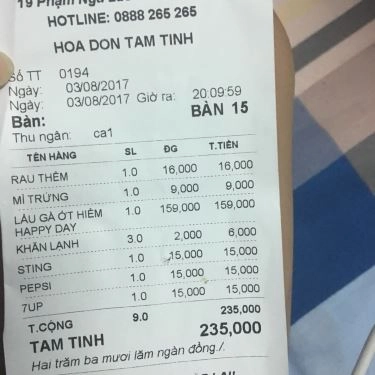 19 Phạm Ngũ
HOTLINE: 0888 265 265
HOA DON TAM TINH
Số TT 0194
Ngày: 03/08/2017
Ngày: 03/08/2017 Giờ ra: 20:09:59
Bàn: BÀN 15
Thu ngân: ca1
TÊN HÀNG SL ĐG T.TIỀN
RAU THÊM 1.0 16,000 16,000
MÌ TRỨNG 1.0 9,000 9,000
LẨU GÀ ỚT HIỂM 1.0 159,000 159,000
HAPPY DAY
KHĂN LẠNH 3.0 2,000 6,000
STING 1.0 15,000 15,000
PEPSI 1.0 15,000 15,000
7UP 1.0 15,000 15,000
T.CỘNG 9.0 235,000
TAM TINH 235,000
Hai trăm ba mươi lăm ngàn đồng./.